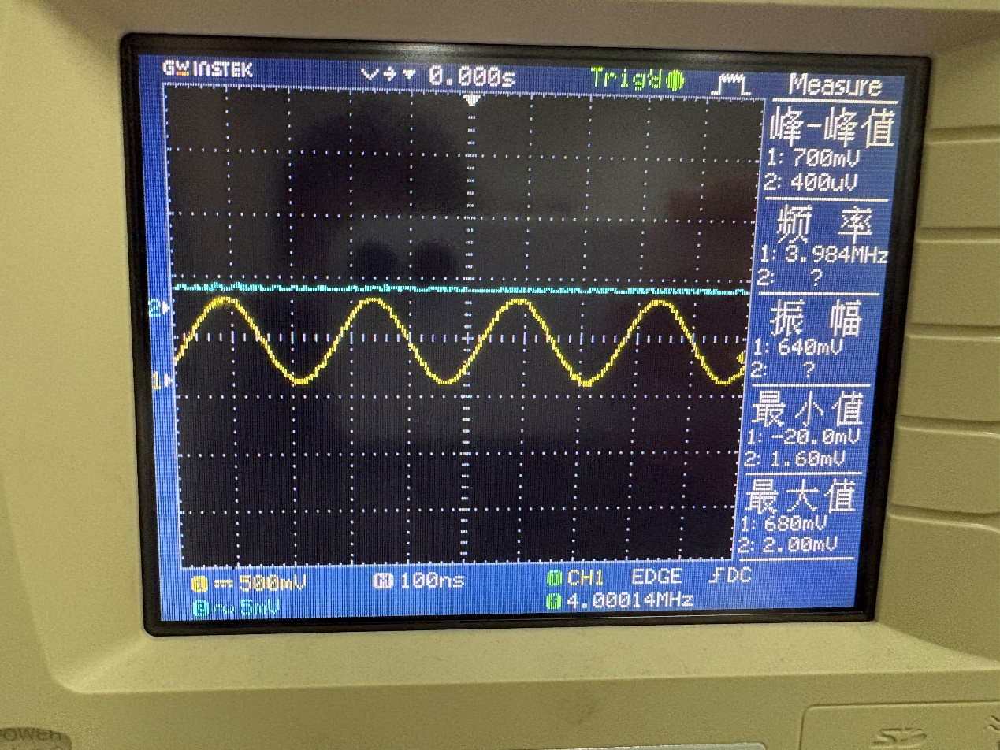 GW INSTEK
0.000s
Trig'd
Measure
峰-峰值
1: 700mV
2: 400uV
频 率
1: 3.984MHz
2: ?
振 幅
1: 640mV
2: ?
最小值
1: -20.0mV
2: 1.60mV
最大值
1: 680mV
2: 2.00mV
2
1
1 500mV
M 100ns
T CH1 EDGE DC
2 ~ 5mV
4.00014MHz
POWER
SD